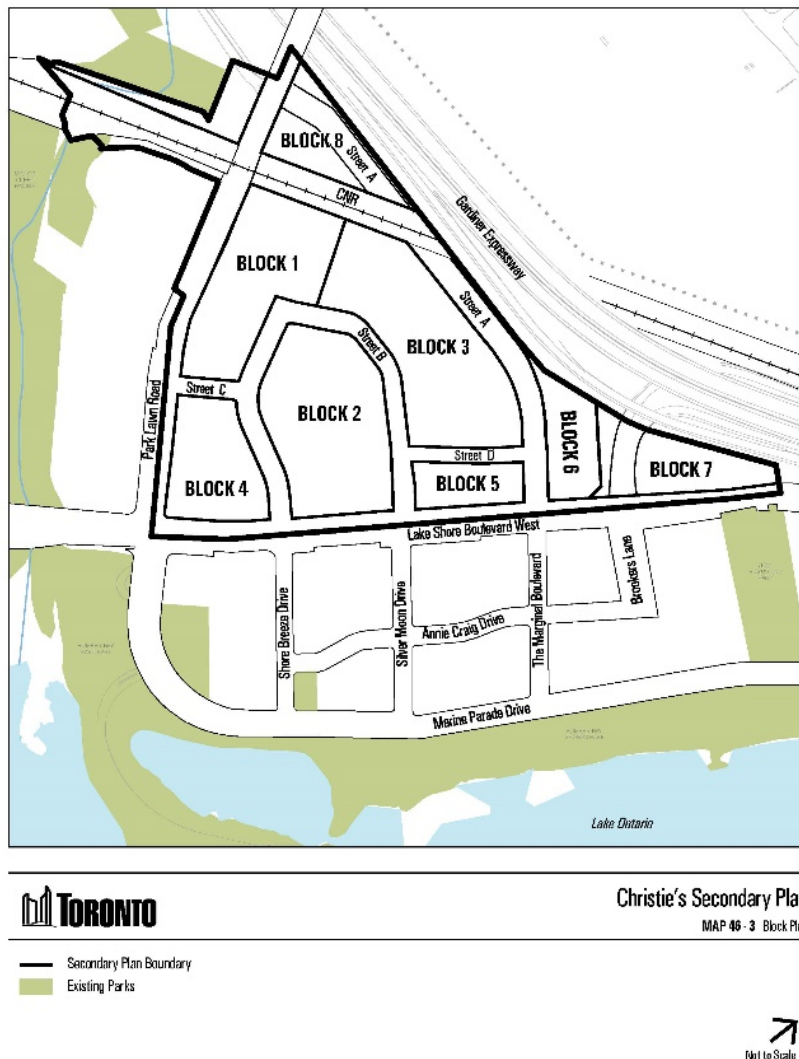 BLOCK 8
Street A
CNR
Gardiner Expressway
BLOCK 1
Street A
Street B
BLOCK 3
Park Lawn Road
Street C
BLOCK 2
BLOCK 6
Street D
BLOCK 7
BLOCK 4
BLOCK 5
Lake Shore Boulevard West
Shore Breeze Drive
Silver Moon Drive
Annie Craig Drive
The Marginal Boulevard
Brookers Lane
Marine Parade Drive
Lake Ontario
TORONTO
Christie's Secondary Pla
MAP 46 - 3 Block Pla
Secondary Plan Boundary
Existing Parks
Not to Scale